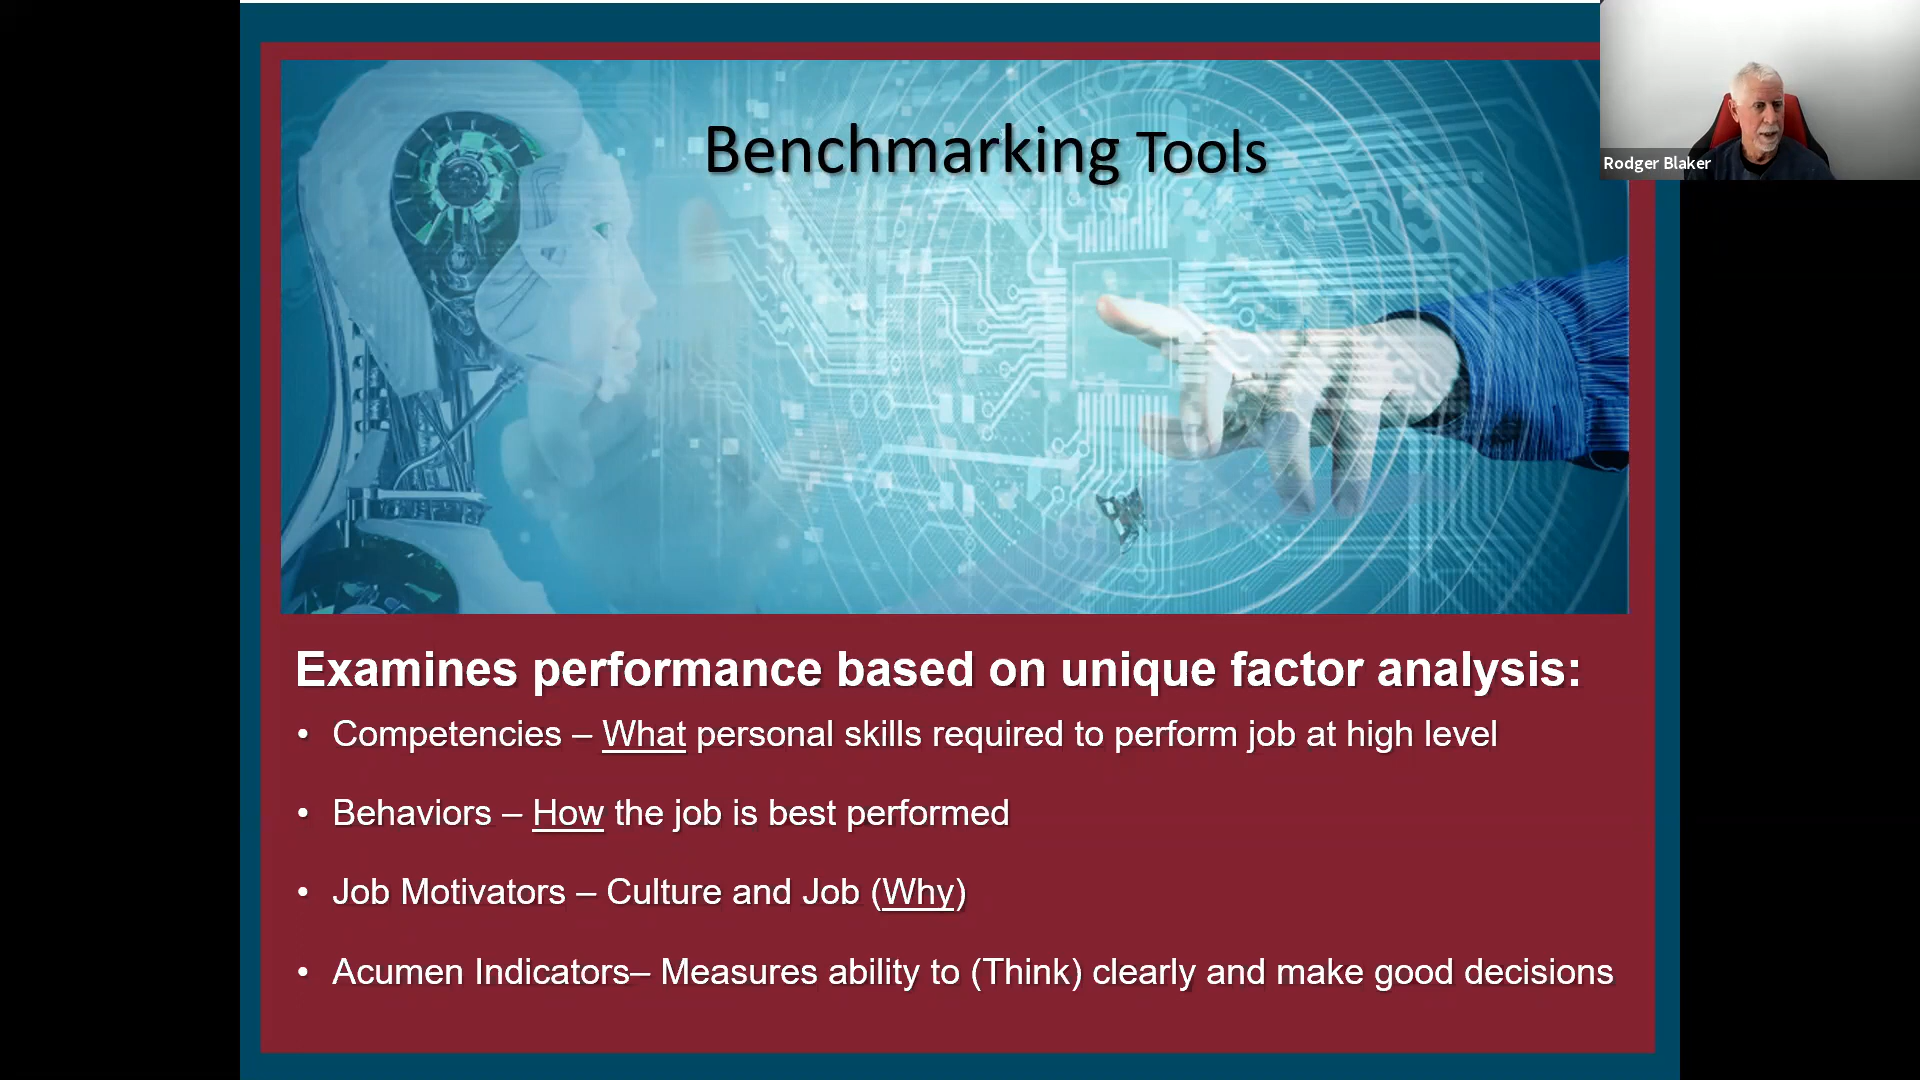 Benchmarking Tools
Rodger Blaker
Examines performance based on unique factor analysis:
• Competencies – What personal skills required to perform job at high level
• Behaviors – How the job is best performed
• Job Motivators – Culture and Job (Why)
• Acumen Indicators– Measures ability to (Think) clearly and make good decisions